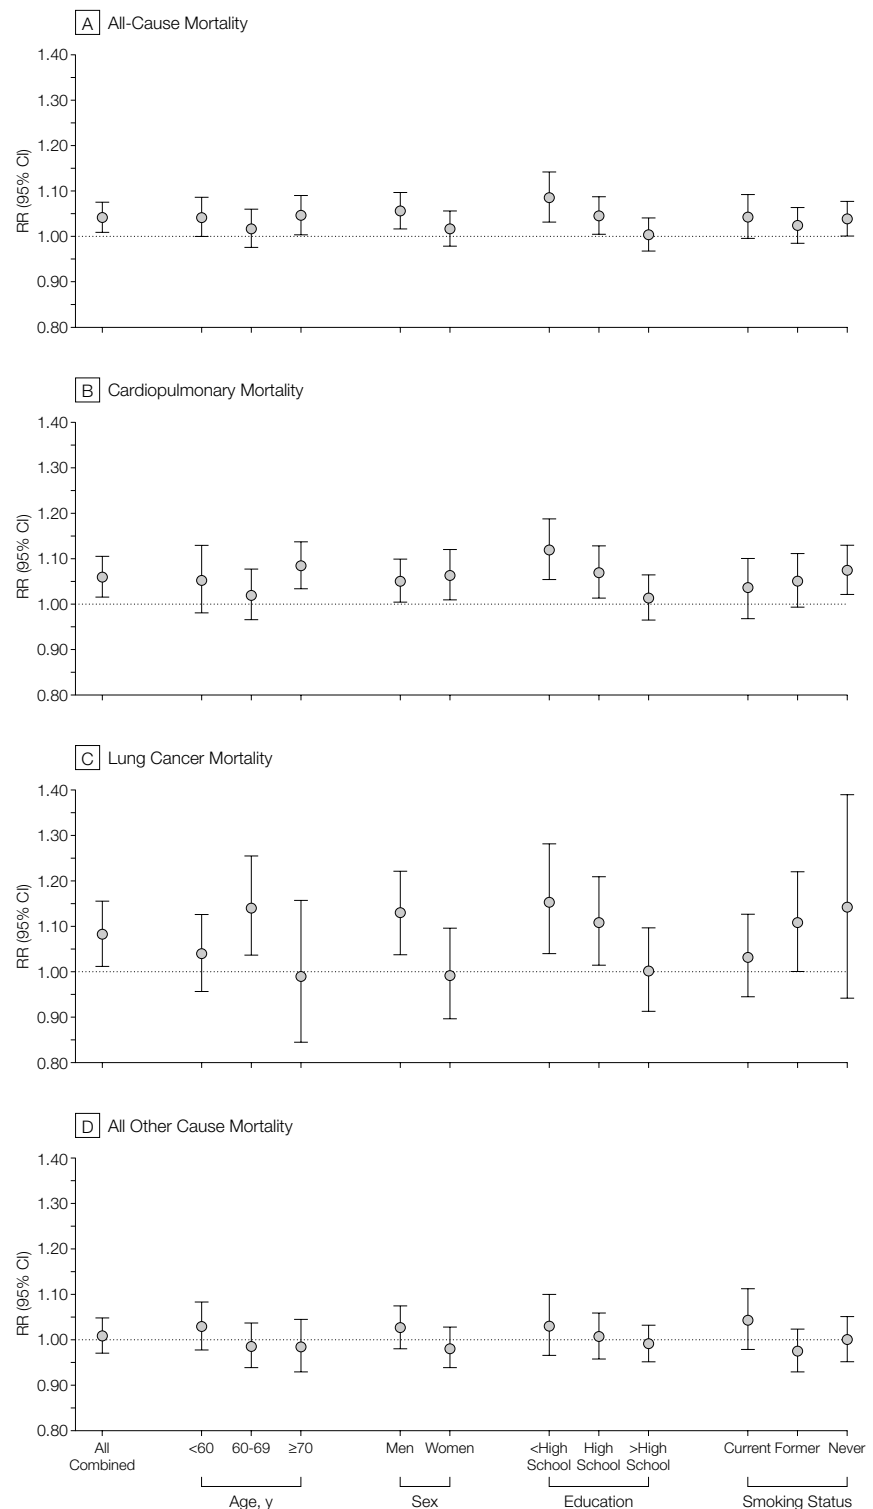 A All-Cause Mortality
1.40
1.30
1.20
1.10
1.00
0.90
0.80
RR (95% CI)
B Cardiopulmonary Mortality
1.40
1.30
1.20
1.10
1.00
0.90
0.80
RR (95% CI)
C Lung Cancer Mortality
1.40
1.30
1.20
1.10
1.00
0.90
0.80
RR (95% CI)
D All Other Cause Mortality
1.40
1.30
1.20
1.10
1.00
0.90
0.80
RR (95% CI)
All Combined
<60 60-69 ≥70
Men Women
<High School
High School
>High School
Current Former Never
Age, y
Sex
Education
Smoking Status